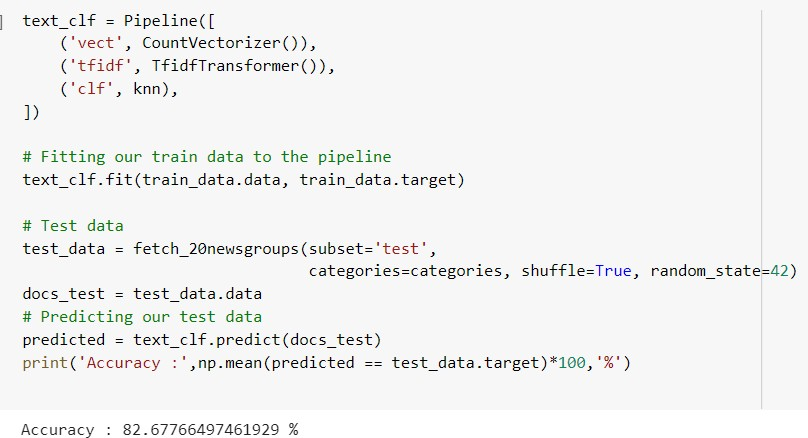 text_clf = Pipeline([
    ('vect', CountVectorizer()),
    ('tfidf', TfidfTransformer()),
    ('clf', knn),
])
# Fitting our train data to the pipeline
text_clf.fit(train_data.data, train_data.target)
# Test data
test_data = fetch_20newsgroups(subset='test',
                               categories=categories, shuffle=True, random_state=42)
docs_test = test_data.data
# Predicting our test data
predicted = text_clf.predict(docs_test)
print('Accuracy :',np.mean(predicted == test_data.target)*100,'%')
Accuracy : 82.67766497461929 %